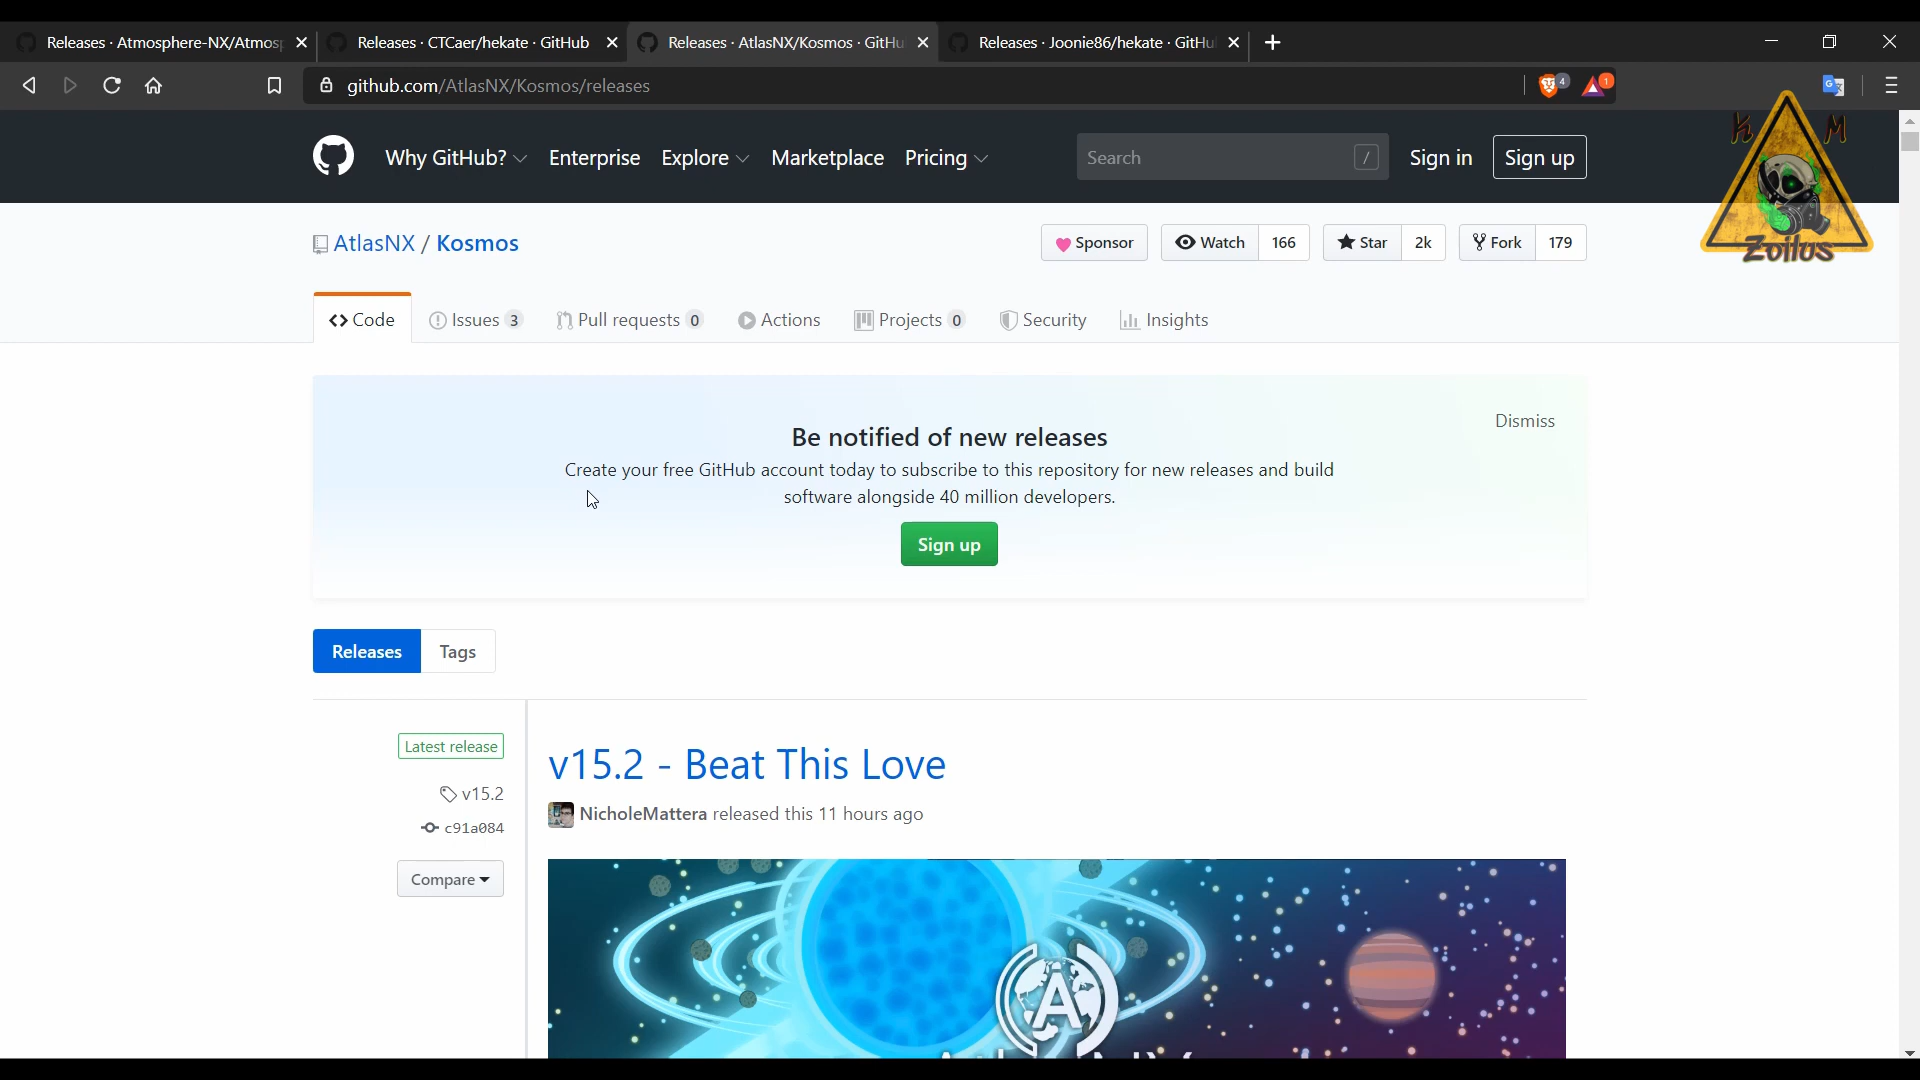 Releases · Atmosphere-NX/Atmosp
Releases · CTCaer/hekate · GitHub
Releases · AtlasNX/Kosmos · GitHu
Releases · Joonie86/hekate · GitHu
github.com/AtlasNX/Kosmos/releases
4
1
K M
Zoilus
Why GitHub?
Enterprise
Explore
Marketplace
Pricing
Search
/
Sign in
Sign up
AtlasNX / Kosmos
Sponsor
Watch 166
Star 2k
Fork 179
Code
Issues 3
Pull requests 0
Actions
Projects 0
Security
Insights
Be notified of new releases
Dismiss
Create your free GitHub account today to subscribe to this repository for new releases and build
software alongside 40 million developers.
Sign up
Releases
Tags
Latest release
v15.2
c91a084
Compare
v15.2 - Beat This Love
NicholeMattera released this 11 hours ago